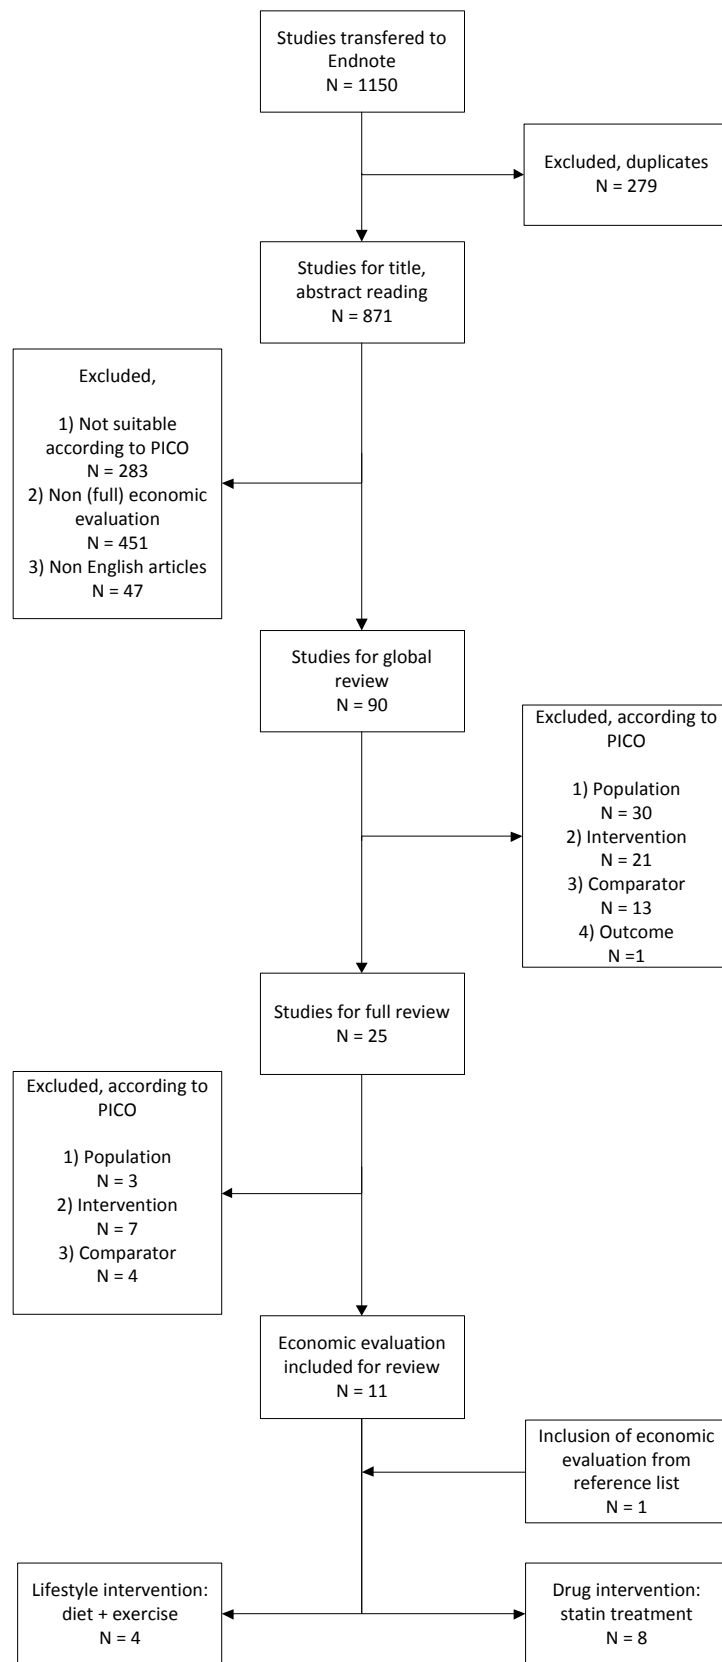 Studies transfered to
Endnote
N = 1150
Excluded, duplicates
N = 279
Studies for title,
abstract reading
N = 871
Excluded,
1) Not suitable
according to PICO
N = 283
2) Non (full) economic
evaluation
N = 451
3) Non English articles
N = 47
Studies for global
review
N = 90
Excluded, according to
PICO
1) Population
N = 30
2) Intervention
N = 21
3) Comparator
N = 13
4) Outcome
N =1
Studies for full review
N = 25
Excluded, according to
PICO
1) Population
N = 3
2) Intervention
N = 7
3) Comparator
N = 4
Economic evaluation
included for review
N = 11
Inclusion of economic
evaluation from
reference list
N = 1
Lifestyle intervention:
diet + exercise
N = 4
Drug intervention:
statin treatment
N = 8